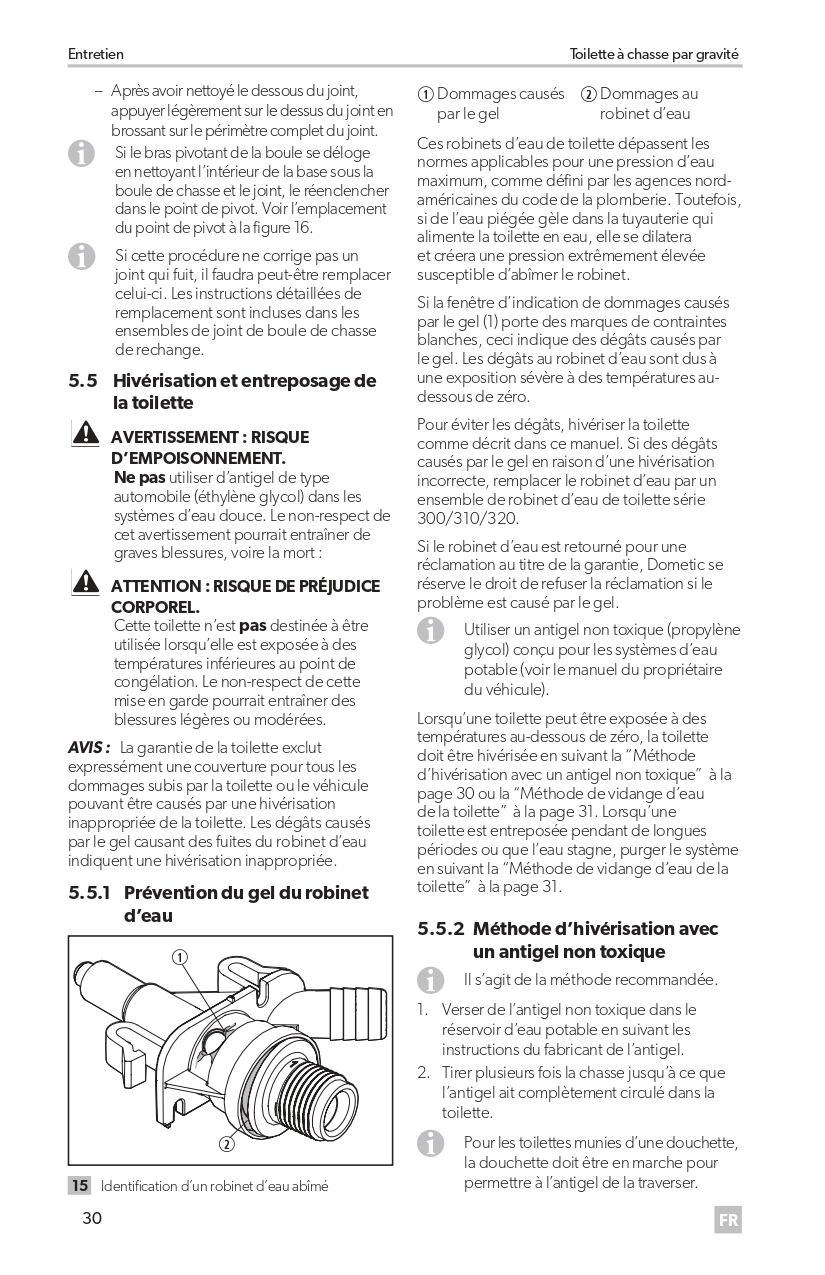 Entretien
Toilette à chasse par gravité
– Après avoir nettoyé le dessous du joint,
appuyer légèrement sur le dessus du joint en
brossant sur le périmètre complet du joint.
Si le bras pivotant de la boule se déloge
en nettoyant l’intérieur de la base sous la
boule de chasse et le joint, le réenclencher
dans le point de pivot. Voir l’emplacement
du point de pivot à la figure 16.
Si cette procédure ne corrige pas un
joint qui fuit, il faudra peut-être remplacer
celui-ci. Les instructions détaillées de
remplacement sont incluses dans les
ensembles de joint de boule de chasse
de rechange.
5.5 Hivérisation et entreposage de
la toilette
AVERTISSEMENT : RISQUE
D’EMPOISONNEMENT.
Ne pas utiliser d’antigel de type
automobile (éthylène glycol) dans les
systèmes d’eau douce. Le non-respect de
cet avertissement pourrait entraîner de
graves blessures, voire la mort :
ATTENTION : RISQUE DE PRÉJUDICE
CORPOREL.
Cette toilette n’est pas destinée à être
utilisée lorsqu’elle est exposée à des
températures inférieures au point de
congélation. Le non-respect de cette
mise en garde pourrait entraîner des
blessures légères ou modérées.
AVIS : La garantie de la toilette exclut
expressément une couverture pour tous les
dommages subis par la toilette ou le véhicule
pouvant être causés par une hivérisation
inappropriée de la toilette. Les dégâts causés
par le gel causant des fuites du robinet d’eau
indiquent une hivérisation inappropriée.
5.5.1 Prévention du gel du robinet
d’eau
1
2
15 Identification d’un robinet d’eau abîmé
① Dommages causés
par le gel
② Dommages au
robinet d’eau
Ces robinets d’eau de toilette dépassent les
normes applicables pour une pression d’eau
maximum, comme défini par les agences nord-
américaines du code de la plomberie. Toutefois,
si de l’eau piégée gèle dans la tuyauterie qui
alimente la toilette en eau, elle se dilatera
et créera une pression extrêmement élevée
susceptible d’abîmer le robinet.
Si la fenêtre d’indication de dommages causés
par le gel (1) porte des marques de contraintes
blanches, ceci indique des dégâts causés par
le gel. Les dégâts au robinet d’eau sont dus à
une exposition sévère à des températures au-
dessous de zéro.
Pour éviter les dégâts, hivériser la toilette
comme décrit dans ce manuel. Si des dégâts
causés par le gel en raison d’une hivérisation
incorrecte, remplacer le robinet d’eau par un
ensemble de robinet d’eau de toilette série
300/310/320.
Si le robinet d’eau est retourné pour une
réclamation au titre de la garantie, Dometic se
réserve le droit de refuser la réclamation si le
problème est causé par le gel.
Utiliser un antigel non toxique (propylène
glycol) conçu pour les systèmes d’eau
potable (voir le manuel du propriétaire
du véhicule).
Lorsqu’une toilette peut être exposée à des
températures au-dessous de zéro, la toilette
doit être hivérisée en suivant la “Méthode
d’hivérisation avec un antigel non toxique” à la
page 30 ou la “Méthode de vidange d’eau
de la toilette” à la page 31. Lorsqu’une
toilette est entreposée pendant de longues
périodes ou que l’eau stagne, purger le système
en suivant la “Méthode de vidange d’eau de la
toilette” à la page 31.
5.5.2 Méthode d’hivérisation avec
un antigel non toxique
Il s’agit de la méthode recommandée.
1. Verser de l’antigel non toxique dans le
réservoir d’eau potable en suivant les
instructions du fabricant de l’antigel.
2. Tirer plusieurs fois la chasse jusqu’à ce que
l’antigel ait complètement circulé dans la
toilette.
Pour les toilettes munies d’une douchette,
la douchette doit être en marche pour
permettre à l’antigel de la traverser.
30
FR